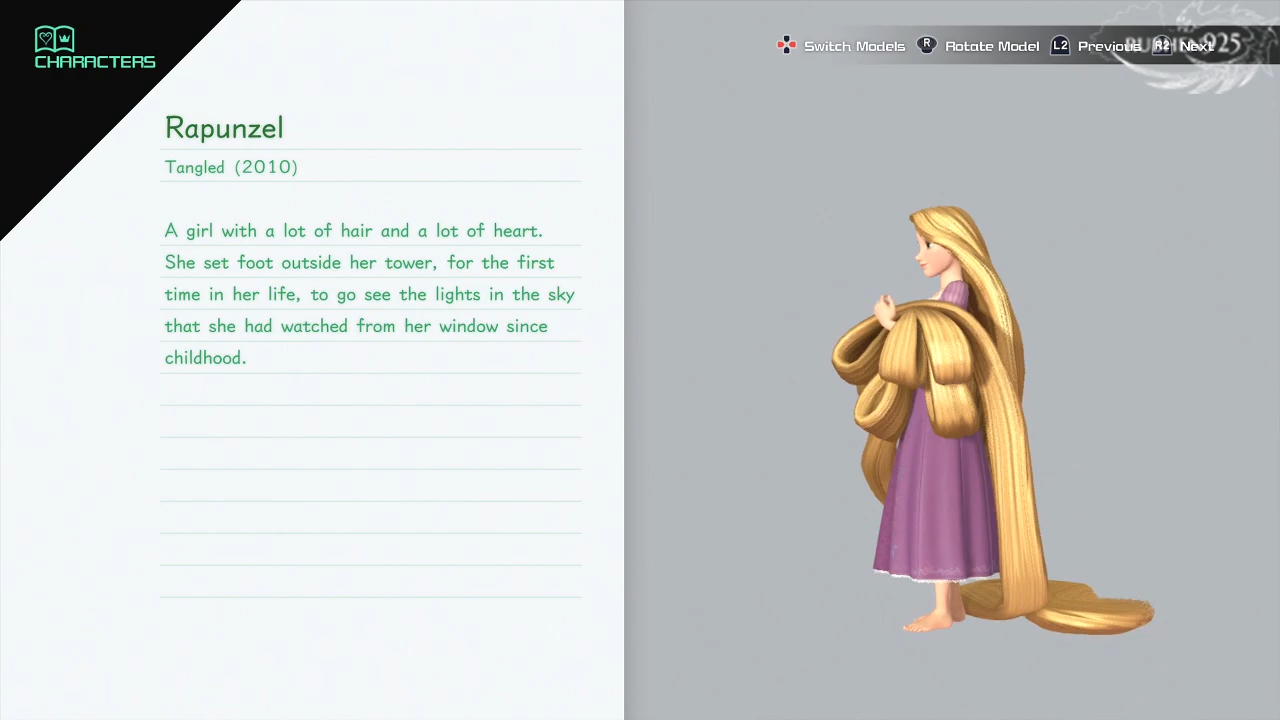 CHARACTERS
Switch Models R Rotate Model L2 Previous R2 Next
Rapunzel
Tangled (2010)
A girl with a lot of hair and a lot of heart.
She set foot outside her tower, for the first
time in her life, to go see the lights in the sky
that she had watched from her window since
childhood.